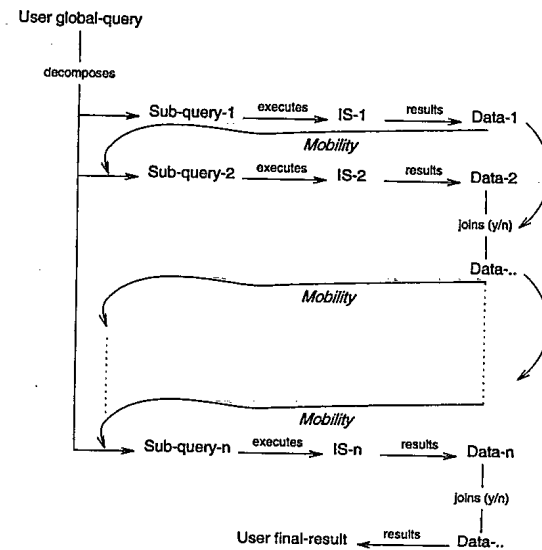 User global-query
decomposes
Sub-query-1 executes IS-1 results Data-1
Mobility
Sub-query-2 executes IS-2 results Data-2
joins (y/n)
Data-..
Mobility
Mobility
Sub-query-n executes IS-n results Data-n
joins (y/n)
User final-result results Data-..